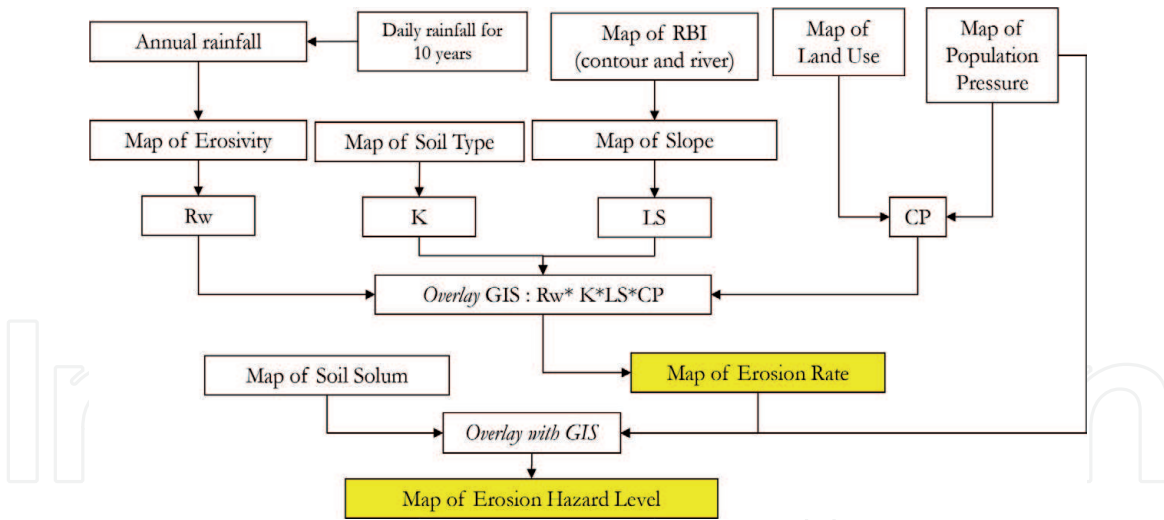 Annual rainfall
Daily rainfall for
10 years
Map of RBI
(contour and river)
Map of
Land Use
Map of
Population
Pressure
Map of Erosivity
Map of Soil Type
Map of Slope
Rw
K
LS
CP
Overlay GIS : Rw* K*LS*CP
Map of Soil Solum
Map of Erosion Rate
Overlay with GIS
Map of Erosion Hazard Level